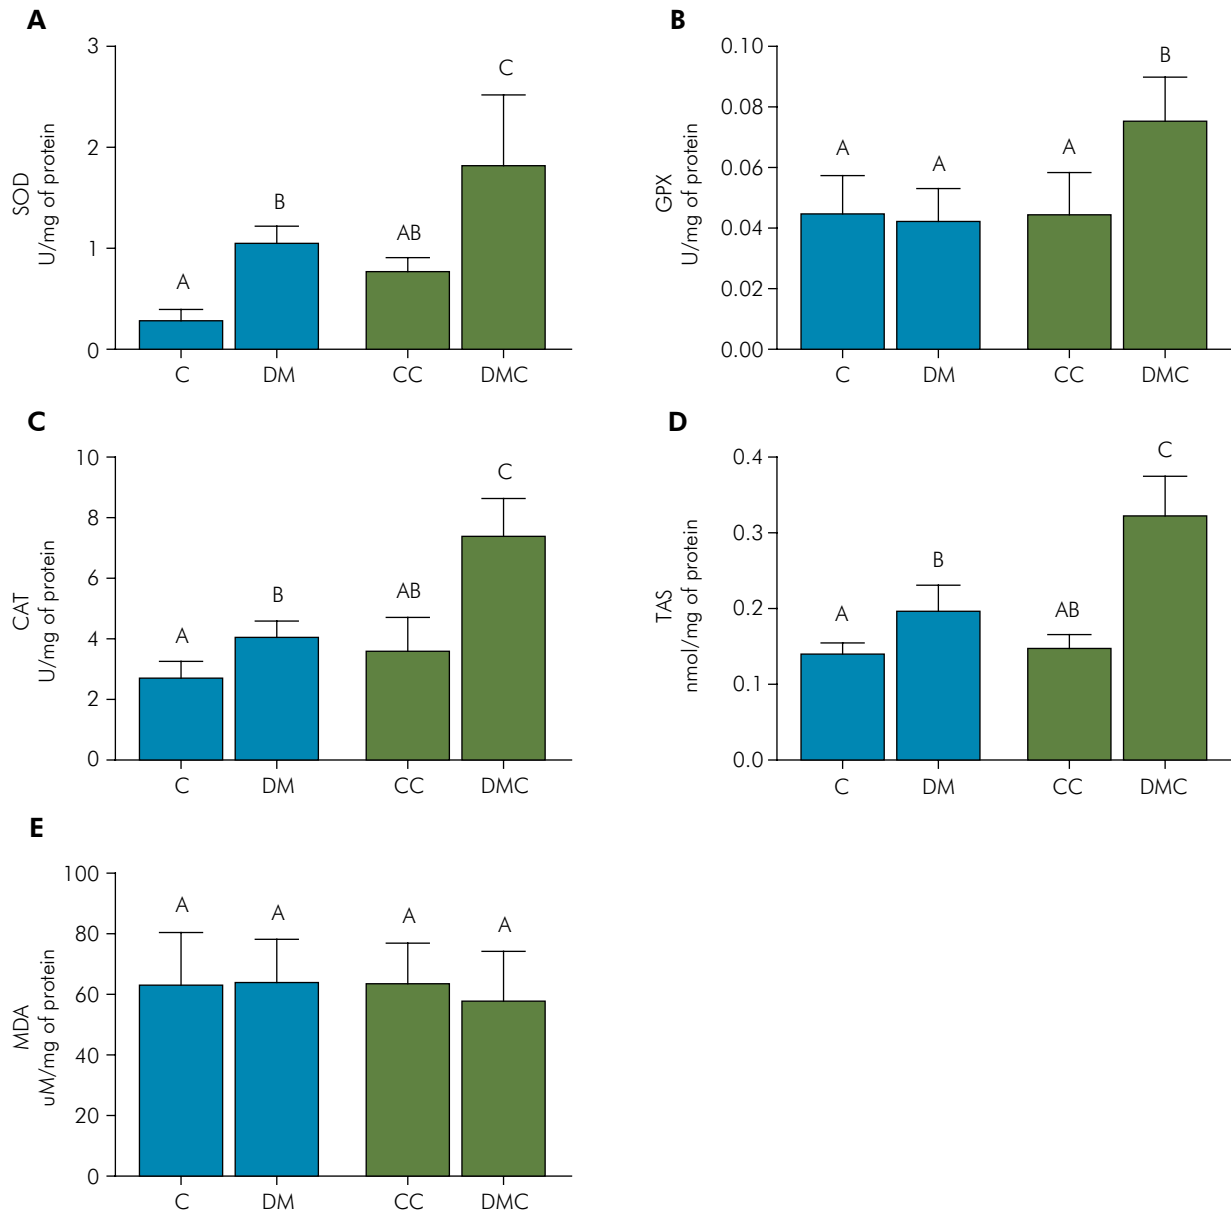 A
SOD
U/mg of protein
3
2
1
0
A
B
AB
C
C
DM
CC
DMC
B
GPX
U/mg of protein
0.10
0.08
0.06
0.04
0.02
0.00
A
A
A
B
C
DM
CC
DMC
C
CAT
U/mg of protein
10
8
6
4
2
0
A
B
AB
C
C
DM
CC
DMC
D
TAS
nmol/mg of protein
0.4
0.3
0.2
0.1
0.0
A
B
AB
C
C
DM
CC
DMC
E
MDA
uM/mg of protein
100
80
60
40
20
0
A
A
A
A
C
DM
CC
DMC